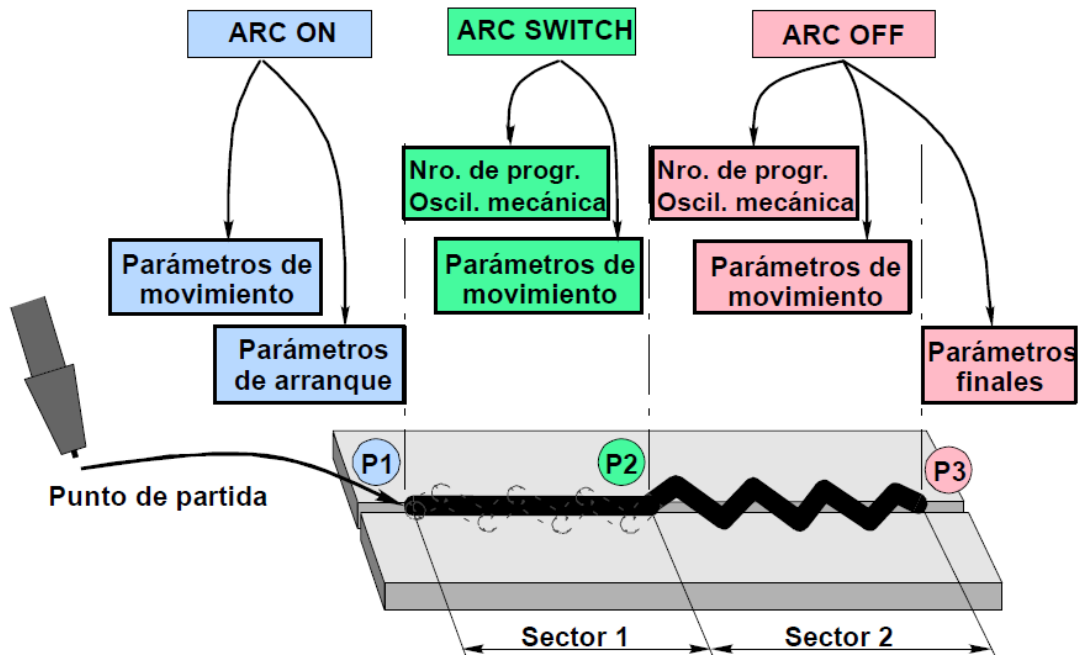 ARC ON
ARC SWITCH
ARC OFF
Nro. de progr.
Oscil. mecánica
Nro. de progr.
Oscil. mecánica
Parámetros de
movimiento
Parámetros de
movimiento
Parámetros de
movimiento
Parámetros
de arranque
Parámetros
finales
P1
P2
P3
Punto de partida
Sector 1
Sector 2